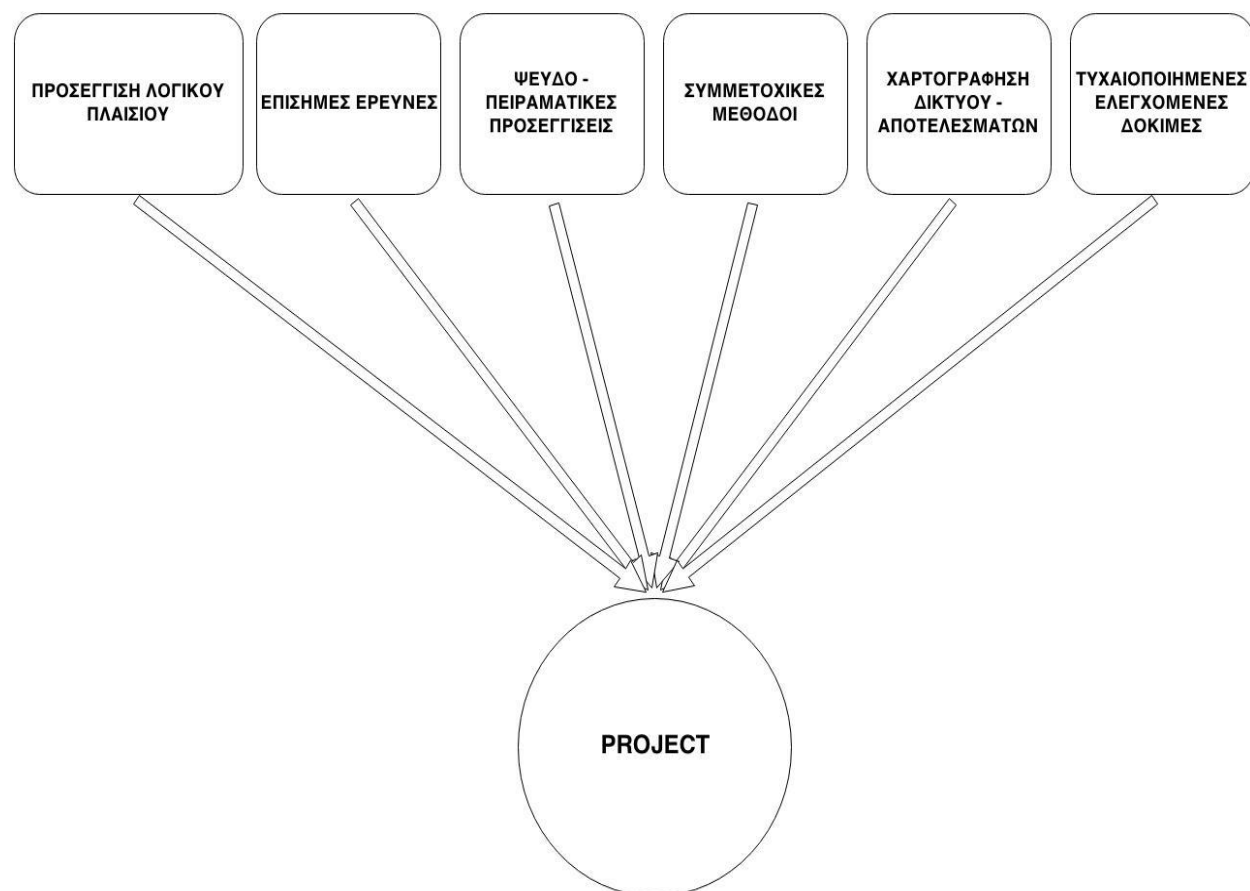 ΠΡΟΣΕΓΓΙΣΗ ΛΟΓΙΚΟΥ
ΠΛΑΙΣΙΟΥ
ΕΠΙΣΗΜΕΣ ΕΡΕΥΝΕΣ
ΨΕΥΔΟ -
ΠΕΙΡΑΜΑΤΙΚΕΣ
ΠΡΟΣΕΓΓΙΣΕΙΣ
ΣΥΜΜΕΤΟΧΙΚΕΣ
ΜΕΘΟΔΟΙ
ΧΑΡΤΟΓΡΑΦΗΣΗ
ΔΙΚΤΥΟΥ -
ΑΠΟΤΕΛΕΣΜΑΤΩΝ
ΤΥΧΑΙΟΠΟΙΗΜΕΝΕΣ
ΕΛΕΓΧΟΜΕΝΕΣ
ΔΟΚΙΜΕΣ
PROJECT